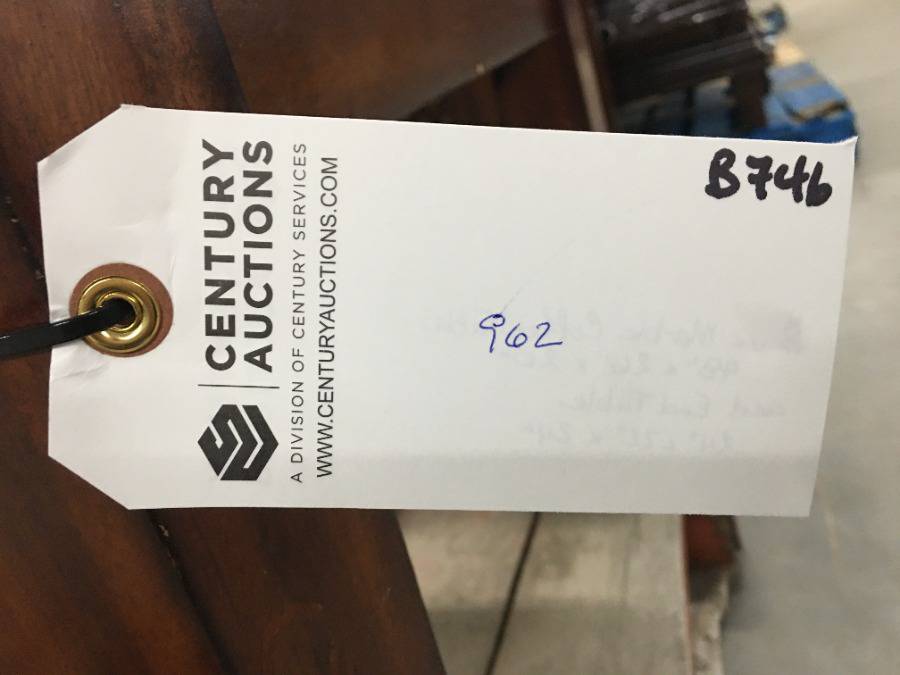 CENTURY
AUCTIONS
A DIVISION OF CENTURY SERVICES
WWW.CENTURYAUCTIONS.COM
962
B746